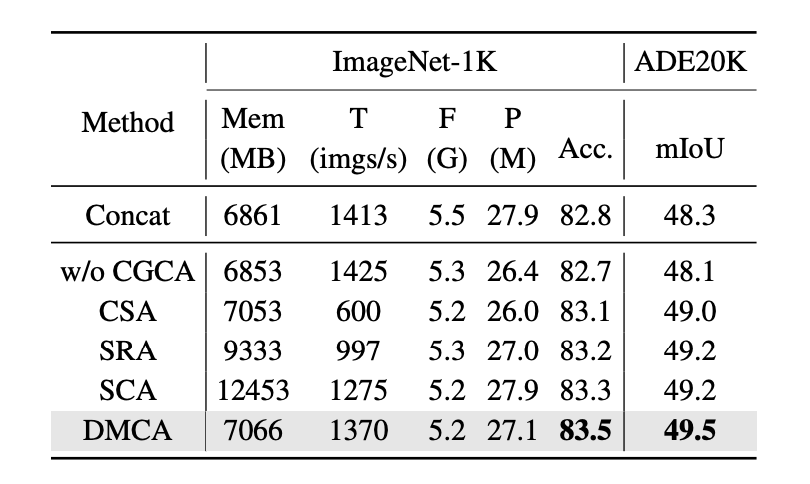 ImageNet-1K ADE20K
Method Mem (MB) T (imgs/s) F (G) P (M) Acc. mIoU
Concat 6861 1413 5.5 27.9 82.8 48.3
w/o CGCA 6853 1425 5.3 26.4 82.7 48.1
CSA 7053 600 5.2 26.0 83.1 49.0
SRA 9333 997 5.3 27.0 83.2 49.2
SCA 12453 1275 5.2 27.9 83.3 49.2
DMCA 7066 1370 5.2 27.1 83.5 49.5